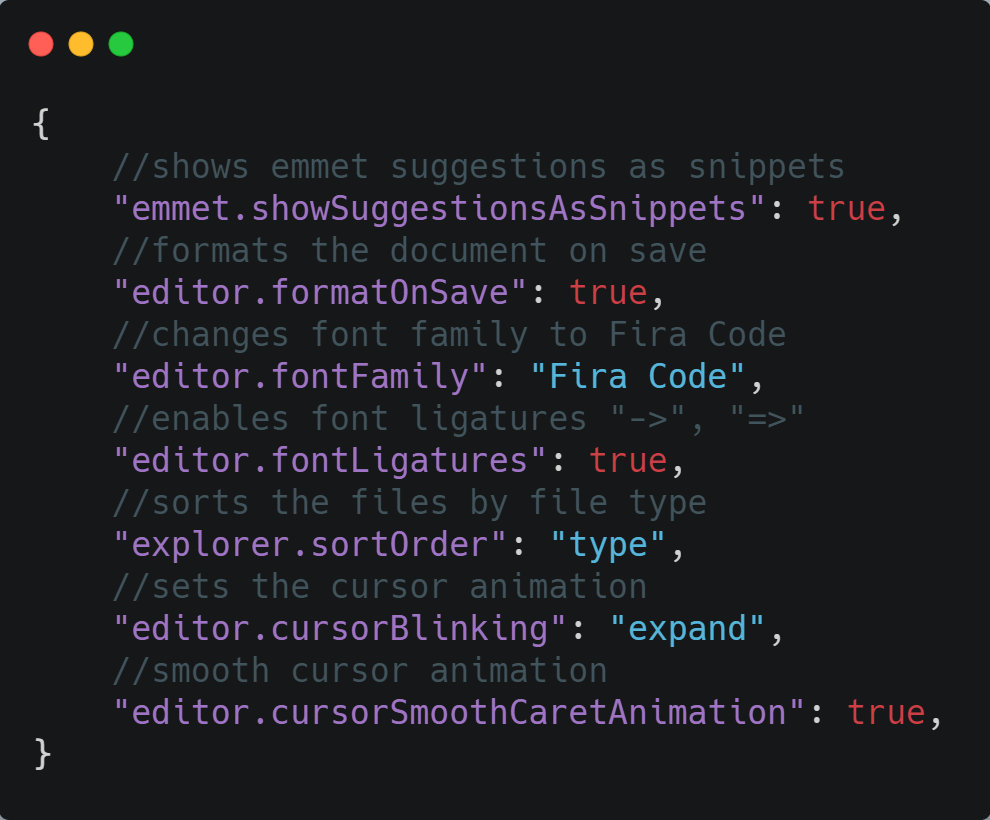 {
    //shows emmet suggestions as snippets
    "emmet.showSuggestionsAsSnippets": true,
    //formats the document on save
    "editor.formatOnSave": true,
    //changes font family to Fira Code
    "editor.fontFamily": "Fira Code",
    //enables font ligatures "->", "=>"
    "editor.fontLigatures": true,
    //sorts the files by file type
    "explorer.sortOrder": "type",
    //sets the cursor animation
    "editor.cursorBlinking": "expand",
    //smooth cursor animation
    "editor.cursorSmoothCaretAnimation": true,
}